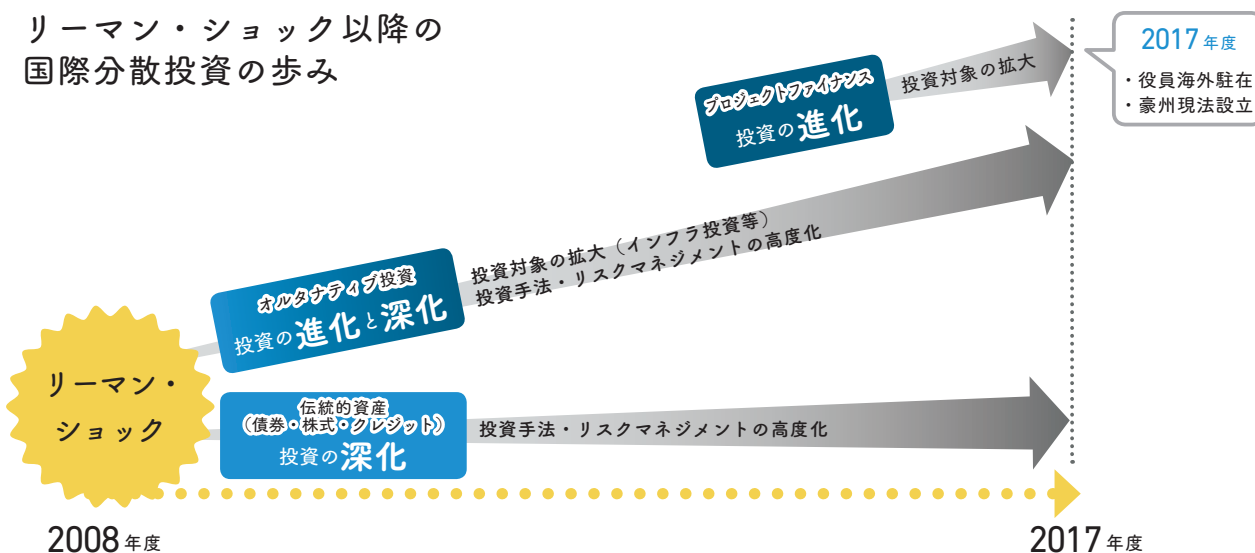 リーマン・ショック以降の
国際分散投資の歩み
2017年度
・役員海外駐在
・豪州現法設立
プロジェクトファイナンス
投資の進化
投資対象の拡大
オルタナティブ投資
投資の進化と深化
投資対象の拡大（インフラ投資等）
投資手法・リスクマネジメントの高度化
リーマン・
ショック
伝統的資産
（債券・株式・クレジット）
投資の深化
投資手法・リスクマネジメントの高度化
2008年度
2017年度